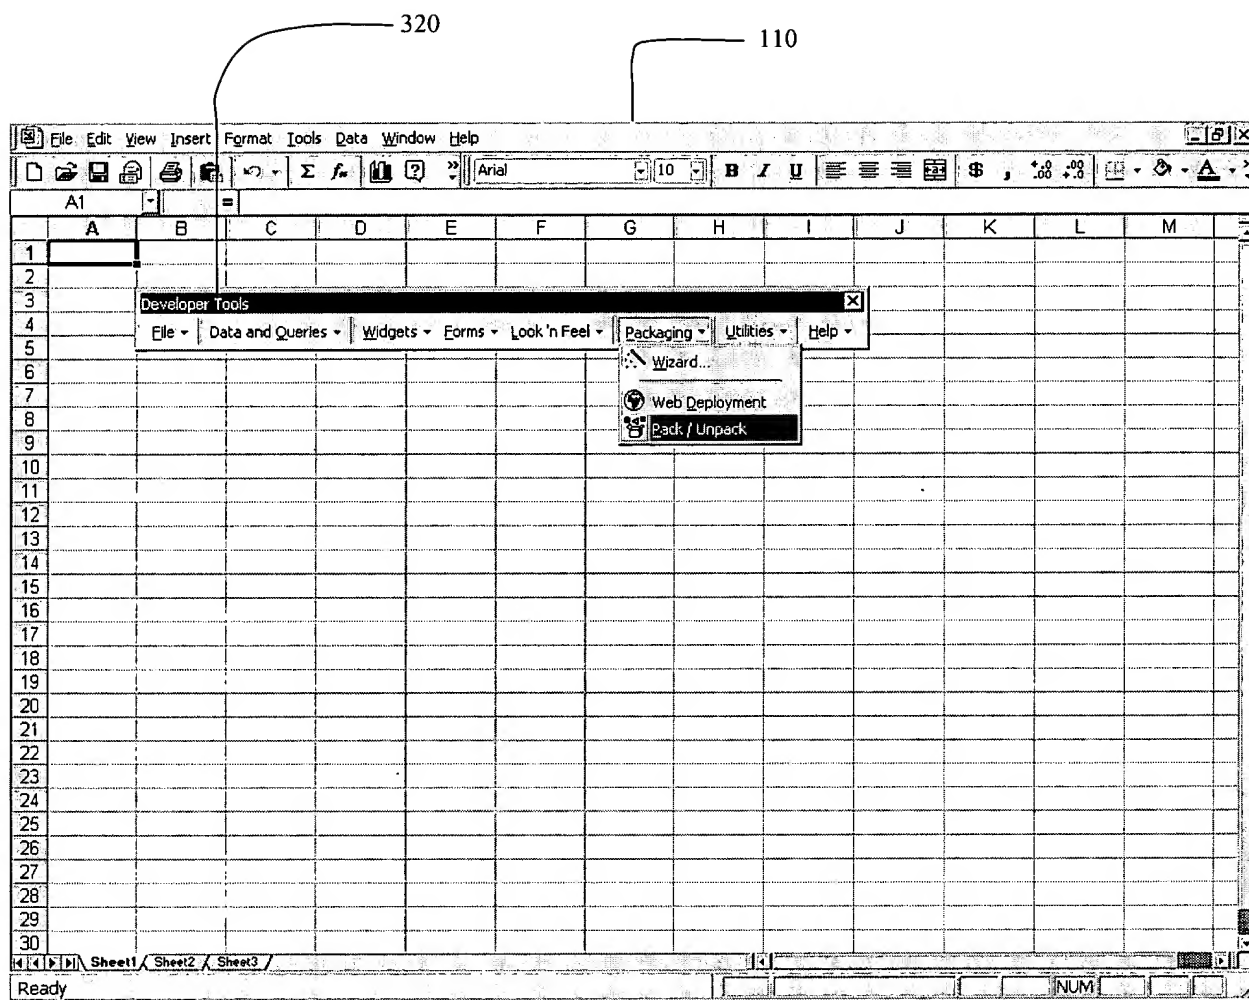 320
110
File Edit View Insert Format Tools Data Window Help
Arial 10 B I U $ , .00 .00
A1 =
A B C D E F G H I J K L M
1
2
3
Developer Tools
4
File Data and Queries Widgets Forms Look 'n Feel Packaging Utilities Help
5
Wizard...
6
7
Web Deployment
8
Pack / Unpack
9
10
11
12
13
14
15
16
17
18
19
20
21
22
23
24
25
26
27
28
29
30
Sheet1 Sheet2 Sheet3
Ready NUM